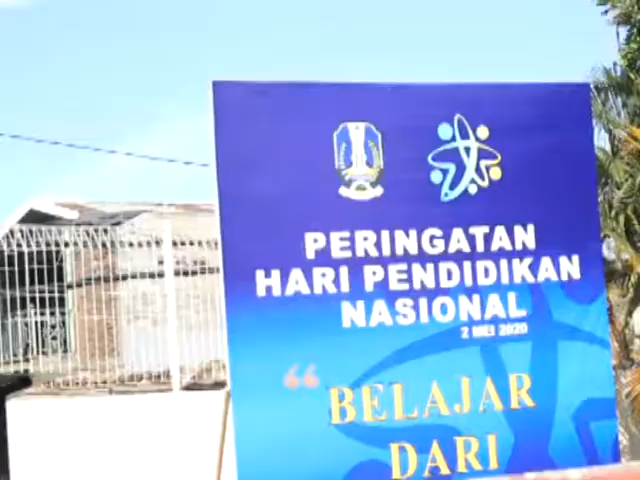 PERINGATAN
HARI PENDIDIKAN
NASIONAL
2 MEI 2020
“BELAJAR
DARI